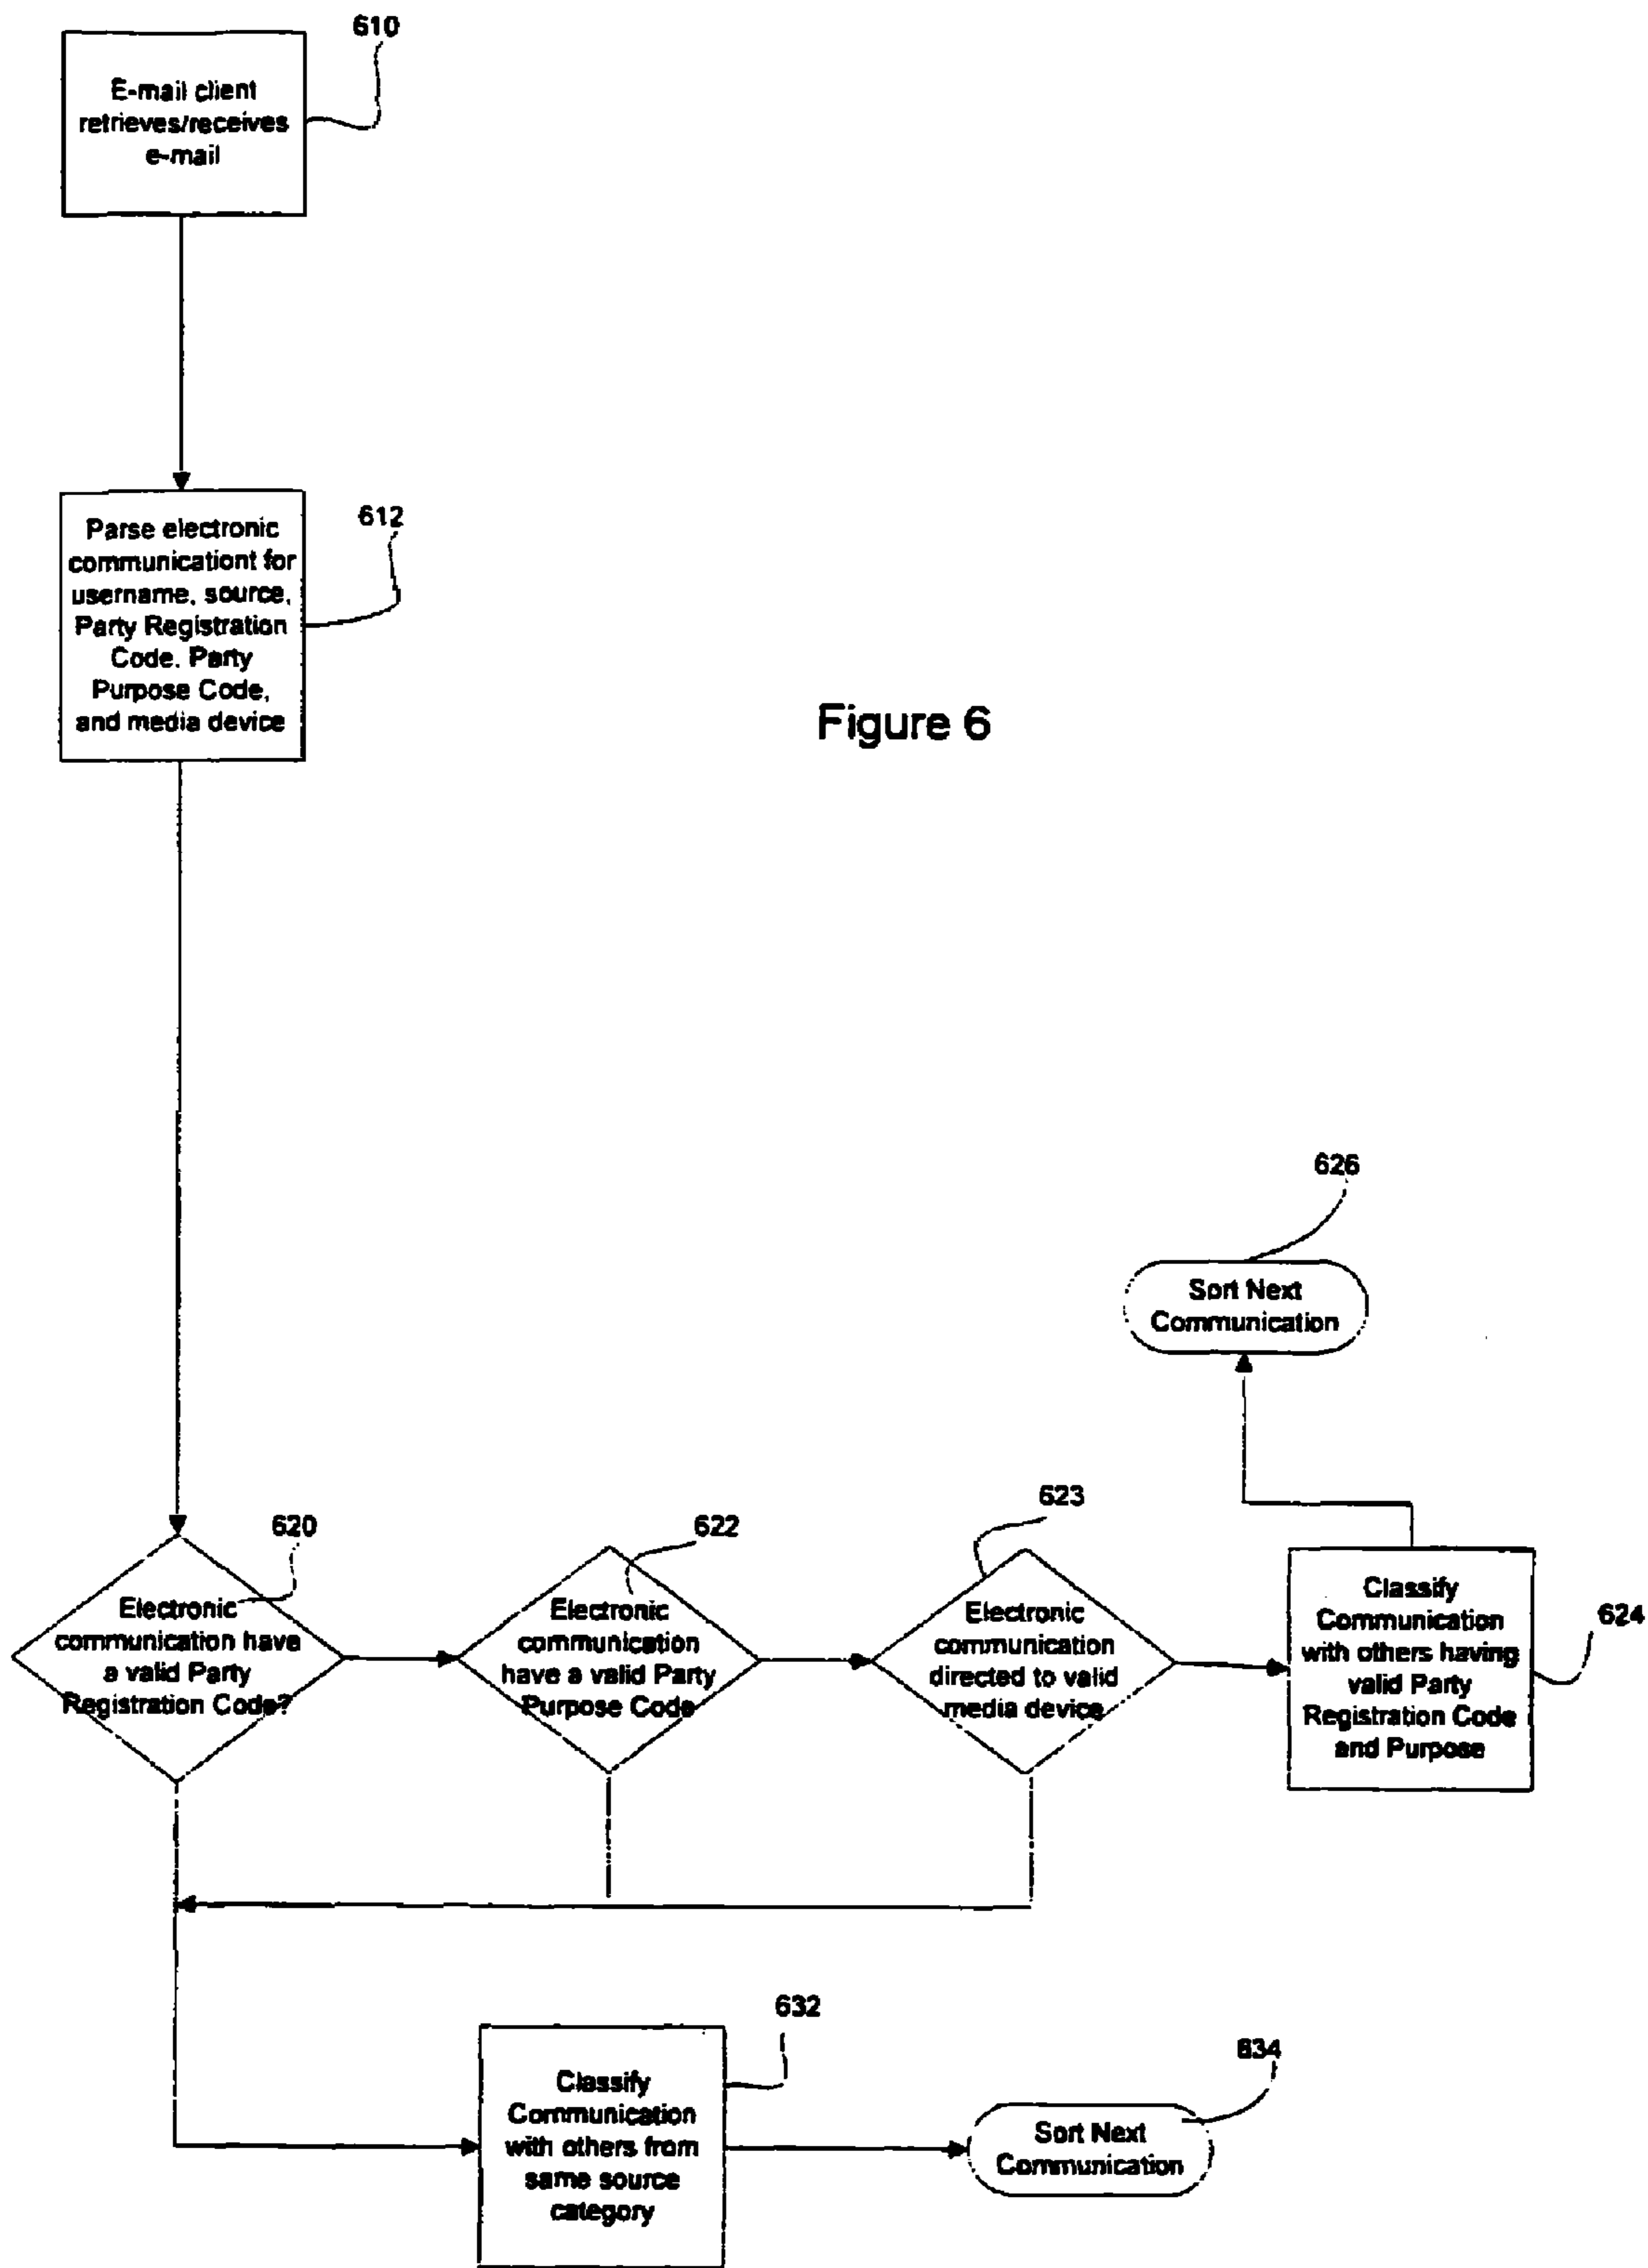 610
E-mail client
retrieves/receives
e-mail
612
Parse electronic
communicationt for
username, source,
Party Registration
Code, Party
Purpose Code,
and media device
Figure 6
626
Sort Next
Communication
620
Electronic
communication have
a valid Party
Registration Code?
622
Electronic
communication
have a valid Party
Purpose Code
623
Electronic
communication
directed to valid
media device
624
Classify
Communication
with others having
valid Party
Registration Code
and Purpose
632
Classify
Communication
with others from
same source
category
634
Sort Next
Communication